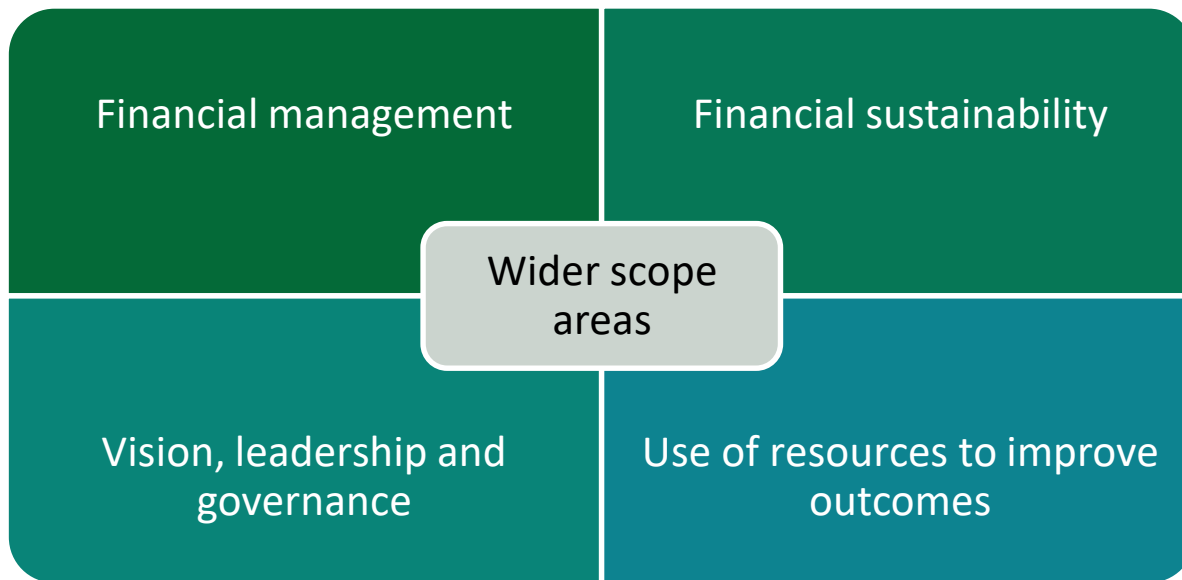 Financial management
Financial sustainability
Wider scope
areas
Vision, leadership and
governance
Use of resources to improve
outcomes